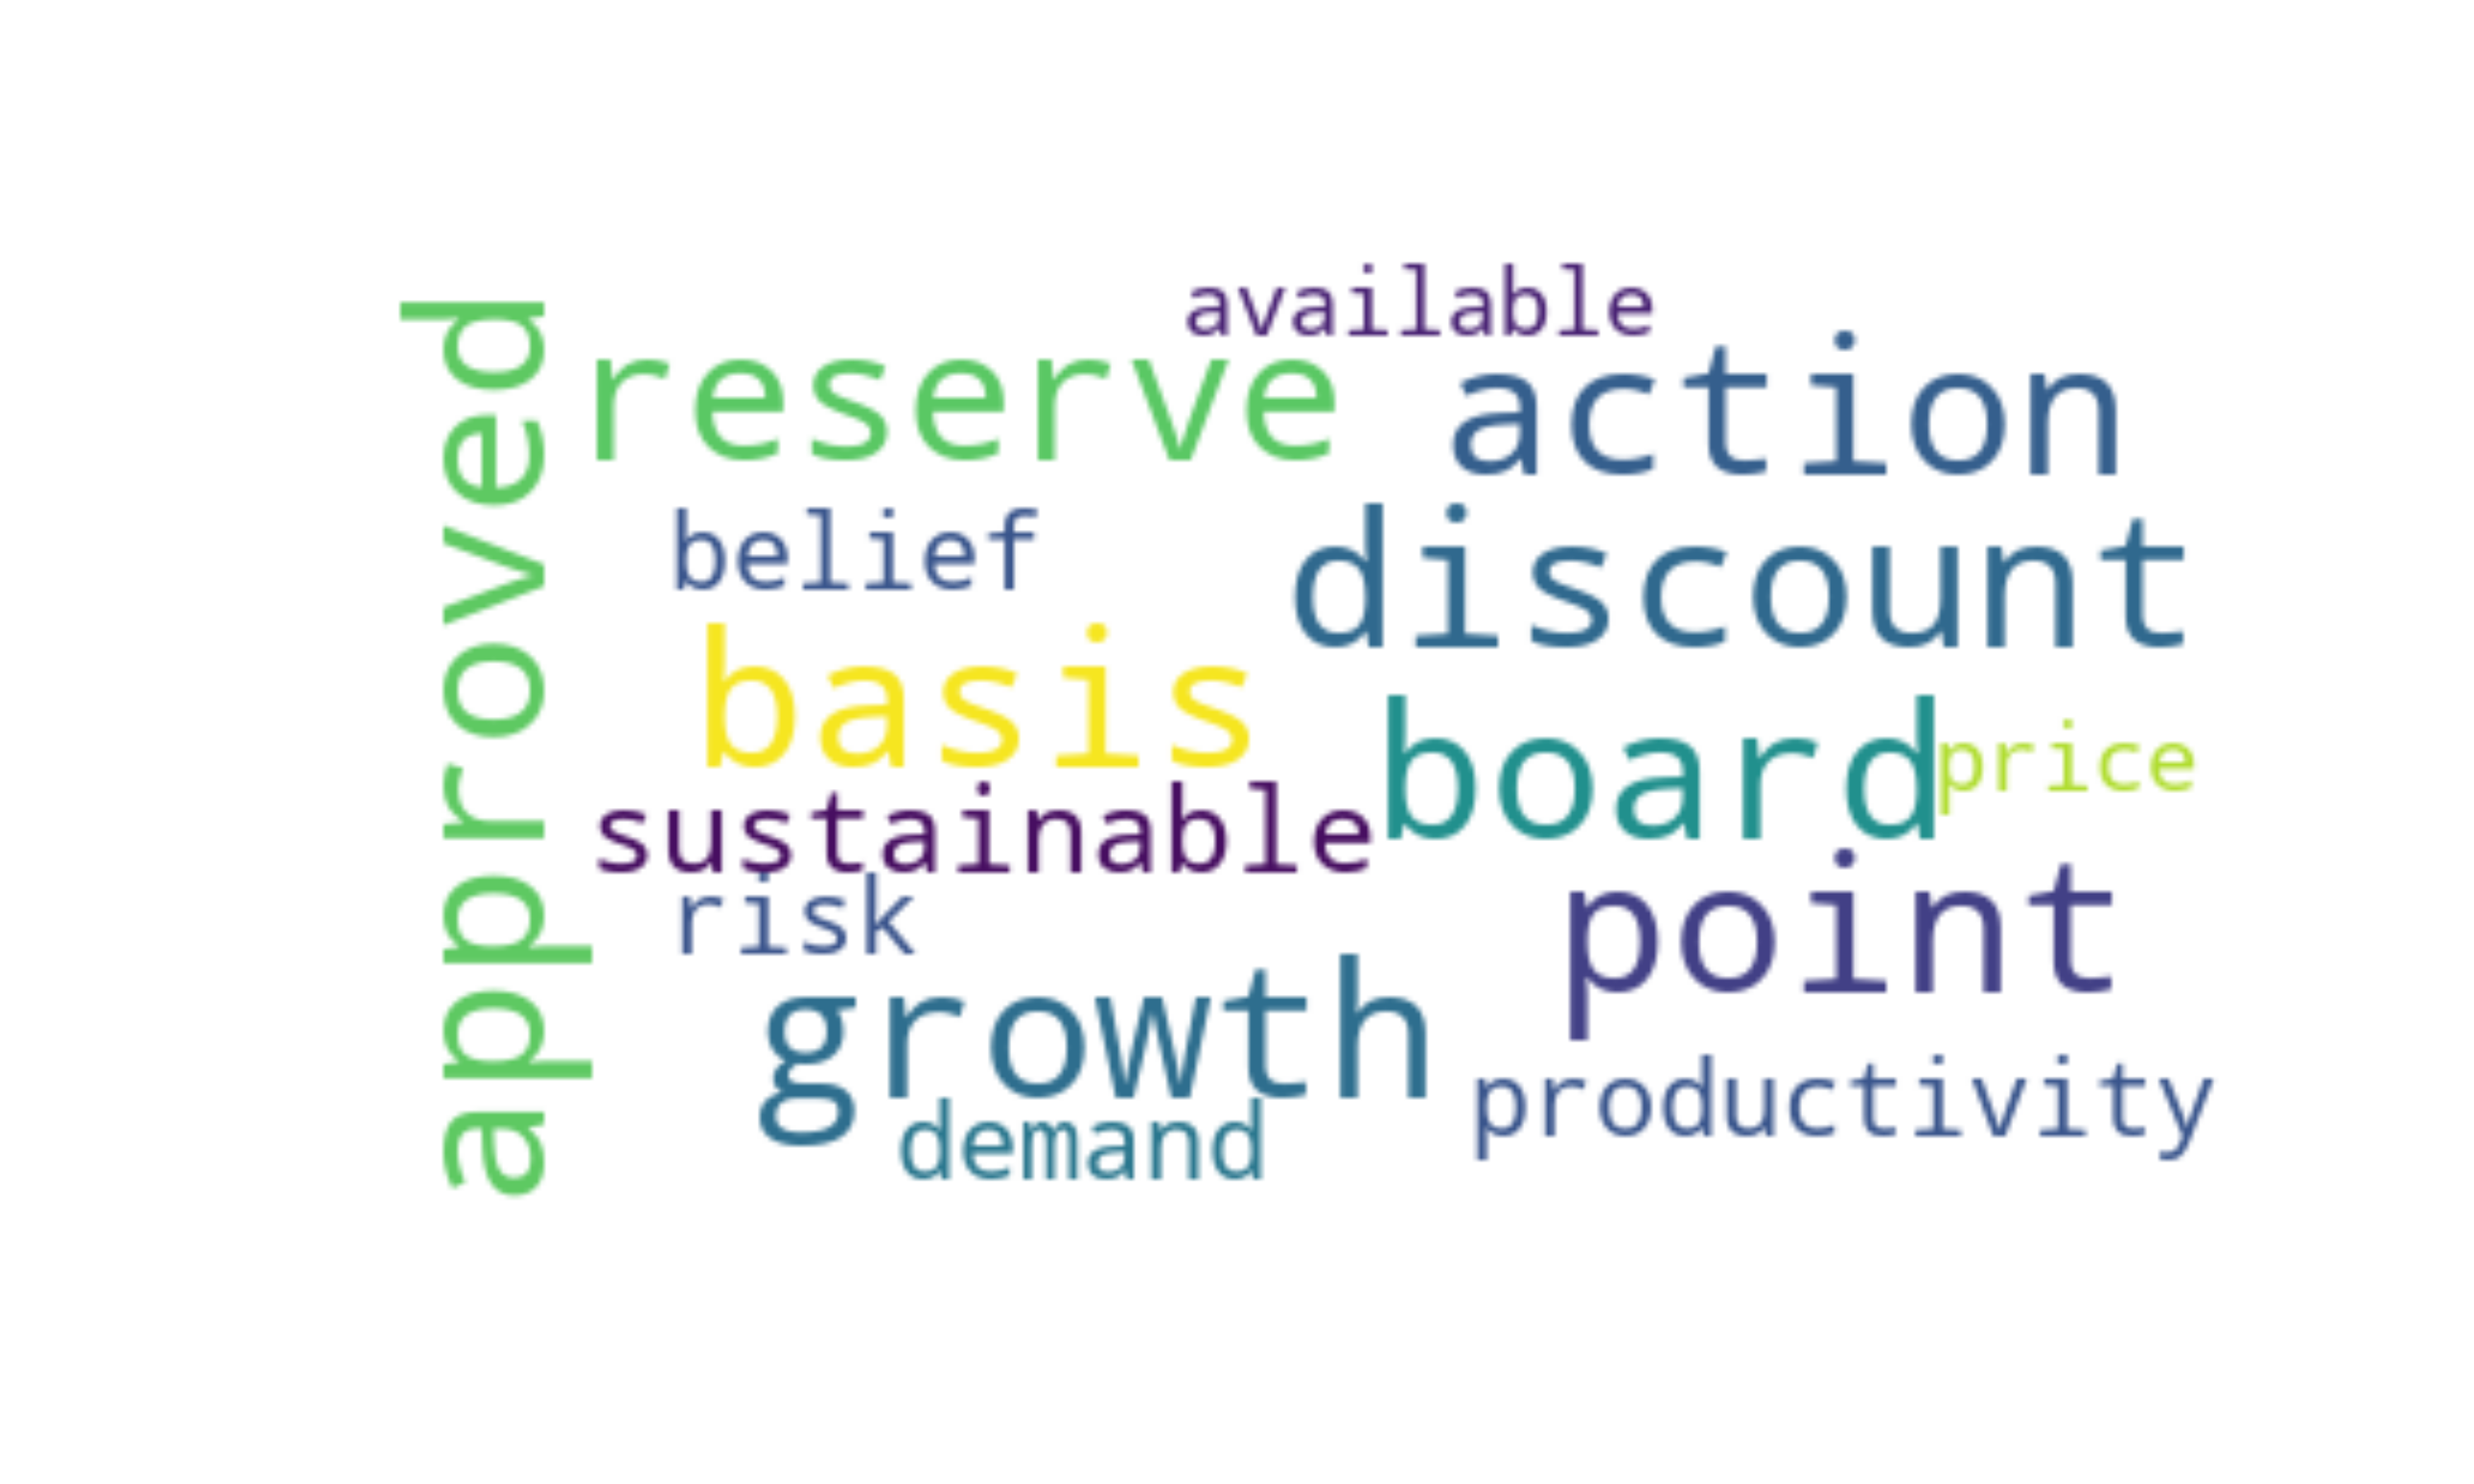 approved
available
reserve
action
belief
discount
basis
board
price
sustainable
risk
point
growth
productivity
demand